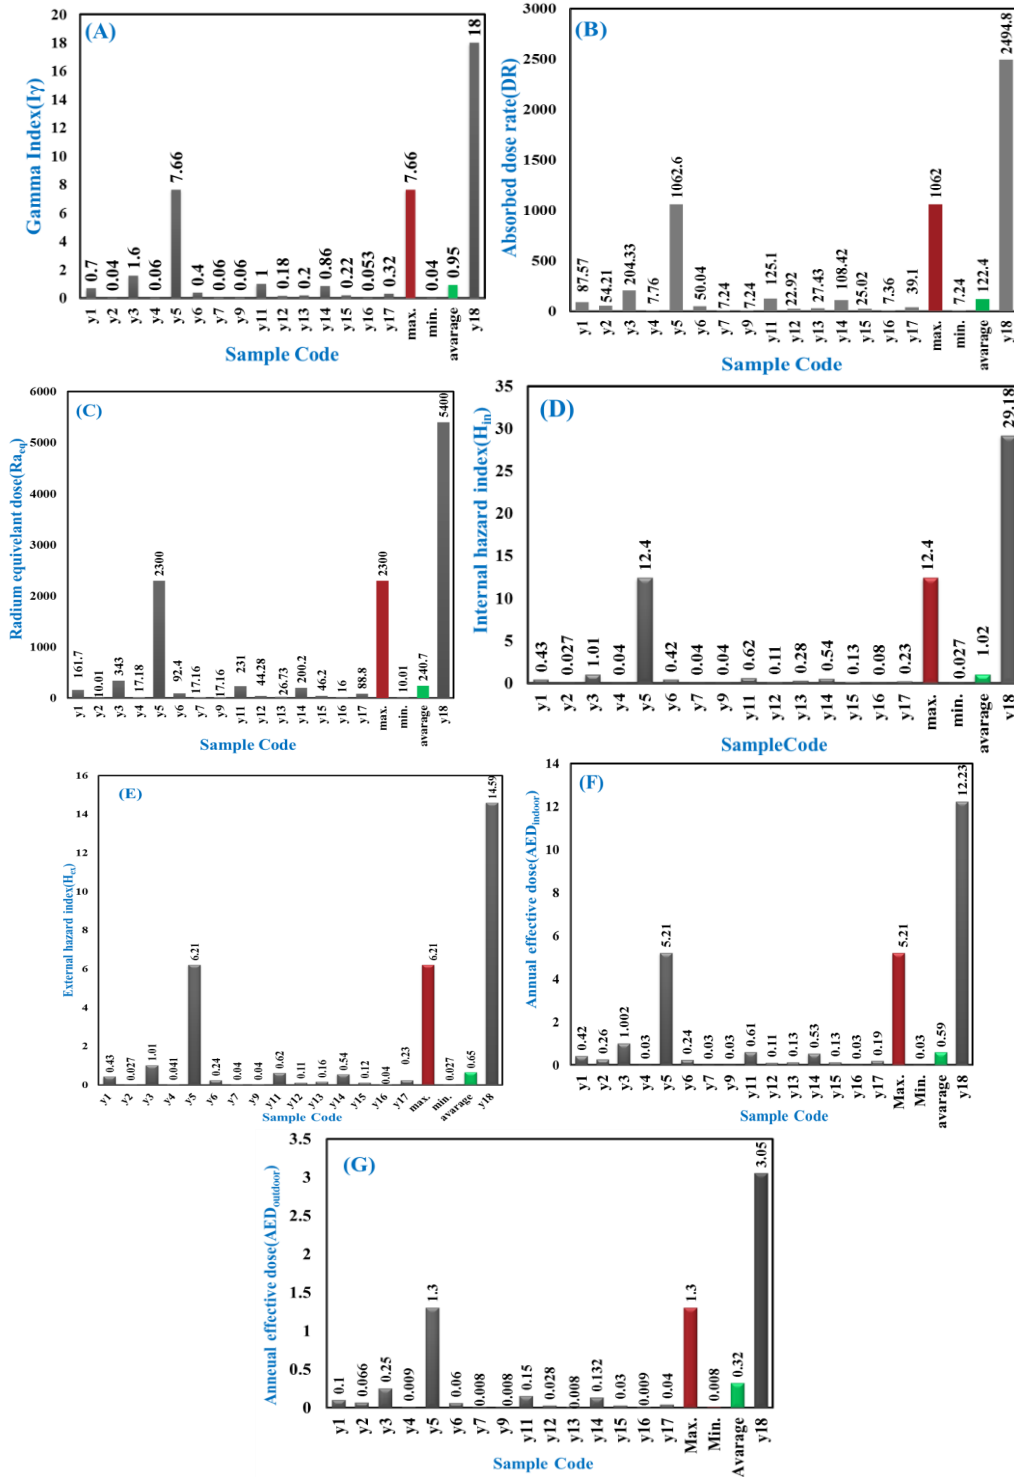 (A)
Gamma Index(Iγ)
20
18
16
14
12
10
8
6
4
2
0
0.7
0.04
1.6
0.06
7.66
0.4
0.06
0.06
1
0.18
0.2
0.86
0.22
0.053
0.32
7.66
0.04
0.95
18
y1
y2
y3
y4
y5
y6
y7
y9
y11
y12
y13
y14
y15
y16
y17
max.
min.
avarage
y18
Sample Code
(B)
Absorbed dose rate(DR)
3000
2500
2000
1500
1000
500
0
87.57
54.21
204.33
7.76
1062.6
50.04
7.24
7.24
125.1
22.92
27.43
108.42
25.02
7.36
39.1
1062
7.24
122.4
2494.8
y1
y2
y3
y4
y5
y6
y7
y9
y11
y12
y13
y14
y15
y16
y17
max.
min.
avarage
y18
Sample Code
(C)
Radium equivelant dose(Raeq)
6000
5000
4000
3000
2000
1000
0
161.7
10.01
343
17.18
2300
92.4
17.16
17.16
231
44.28
26.73
200.2
46.2
16
88.8
2300
10.01
240.7
5400
y1
y2
y3
y4
y5
y6
y7
y9
y11
y12
y13
y14
y15
y16
y17
max.
min.
avarage
y18
Sample Code
(D)
Internal hazard index(Hin)
35
30
25
20
15
10
5
0
0.43
0.027
1.01
0.04
12.4
0.42
0.04
0.04
0.62
0.11
0.28
0.54
0.13
0.08
0.23
12.4
0.027
1.02
29.18
y1
y2
y3
y4
y5
y6
y7
y9
y11
y12
y13
y14
y15
y16
y17
max.
min.
avarage
y18
SampleCode
(E)
External hazard index(Hex)
16
14
12
10
8
6
4
2
0
0.43
0.027
1.01
0.041
6.21
0.24
0.04
0.04
0.62
0.11
0.16
0.54
0.12
0.04
0.23
6.21
0.027
0.65
14.59
y1
y2
y3
y4
y5
y6
y7
y9
y11
y12
y13
y14
y15
y16
y17
max.
min.
avarage
y18
Sample Code
(F)
Annual effective dose(AEDindoor)
14
12
10
8
6
4
2
0
0.42
0.26
1.002
0.03
5.21
0.24
0.03
0.03
0.61
0.11
0.13
0.53
0.13
0.03
0.19
5.21
0.03
0.59
12.23
y1
y2
y3
y4
y5
y6
y7
y9
y11
y12
y13
y14
y15
y16
y17
Max.
Min.
avarage
y18
Sample Code
(G)
Anneual effective dose(AEDoutdoor)
3.5
3
2.5
2
1.5
1
0.5
0
0.1
0.066
0.25
0.009
1.3
0.06
0.008
0.008
0.15
0.028
0.008
0.132
0.03
0.009
0.04
1.3
0.008
0.32
3.05
y1
y2
y3
y4
y5
y6
y7
y9
y11
y12
y13
y14
y15
y16
y17
Max.
Min.
Avarage
y18
Sample Code